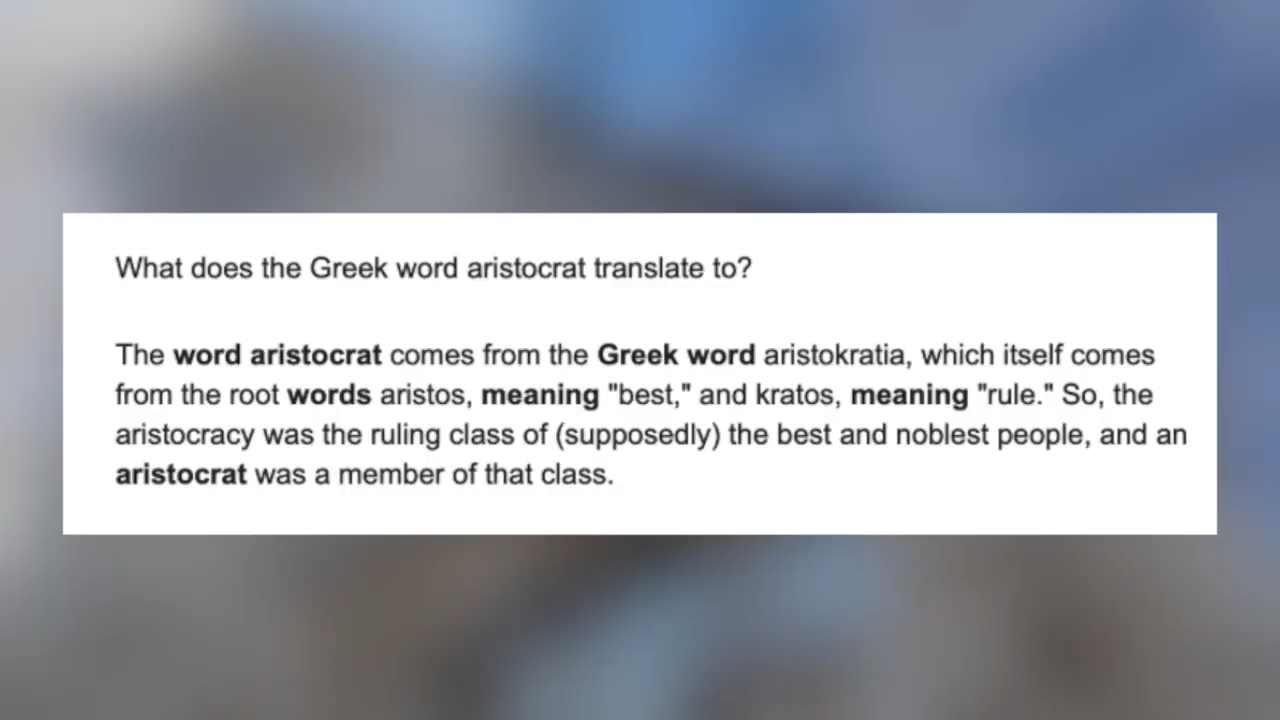 What does the Greek word aristocrat translate to?
The word aristocrat comes from the Greek word aristokratia, which itself comes
from the root words aristos, meaning "best," and kratos, meaning "rule." So, the
aristocracy was the ruling class of (supposedly) the best and noblest people, and an
aristocrat was a member of that class.